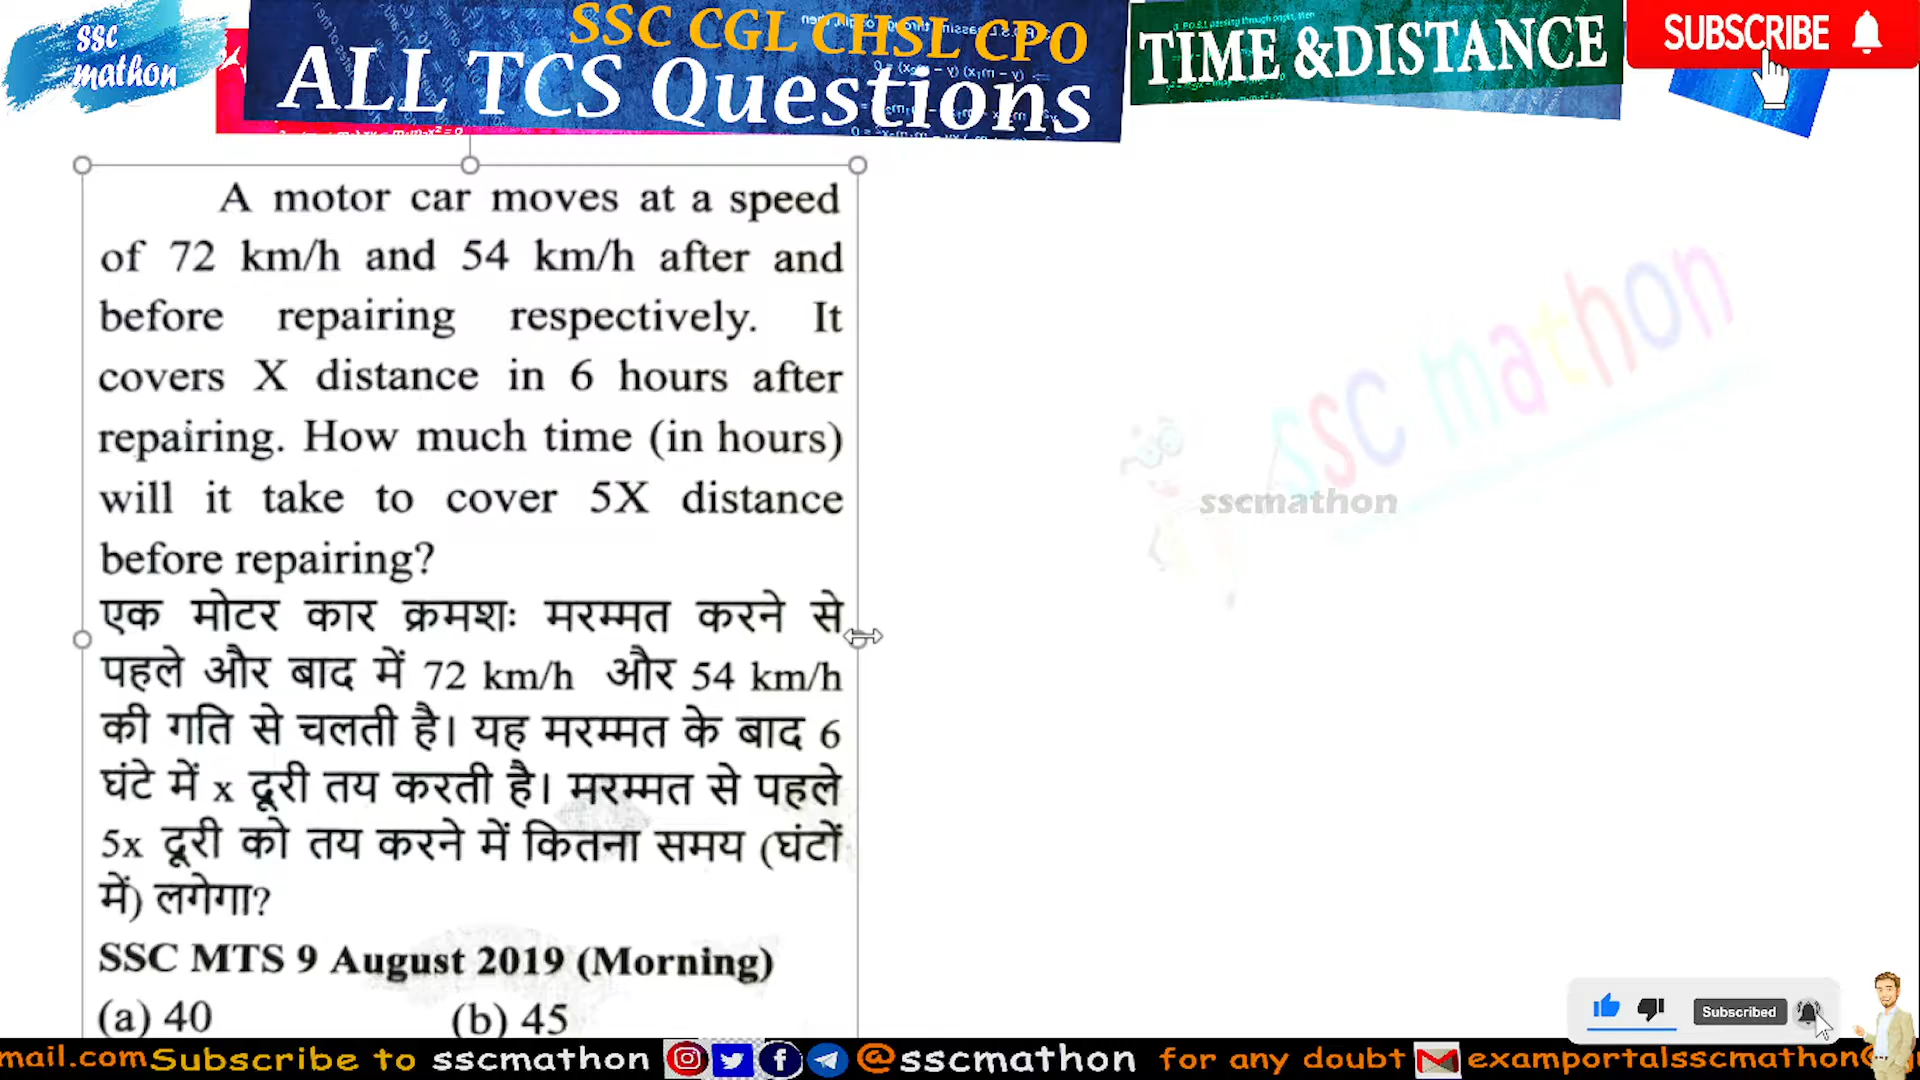 ssc
mathon
SSC CGL CHSL CPO
ALL TCS Questions
TIME &DISTANCE
SUBSCRIBE
A motor car moves at a speed
of 72 km/h and 54 km/h after and
before repairing respectively. It
covers X distance in 6 hours after
repairing. How much time (in hours)
will it take to cover 5X distance
before repairing?
एक मोटर कार क्रमशः मरम्मत करने से
पहले और बाद में 72 km/h और 54 km/h
की गति से चलती है। यह मरम्मत के बाद 6
घंटे में x दूरी तय करती है। मरम्मत से पहले
5x दूरी को तय करने में कितना समय (घंटों
में) लगेगा?
SSC MTS 9 August 2019 (Morning)
(a) 40 (b) 45
ssc mathon
sscmathon
Subscribed
mail.com Subscribe to sscmathon @sscmathon for any doubt examportalsscmathon@